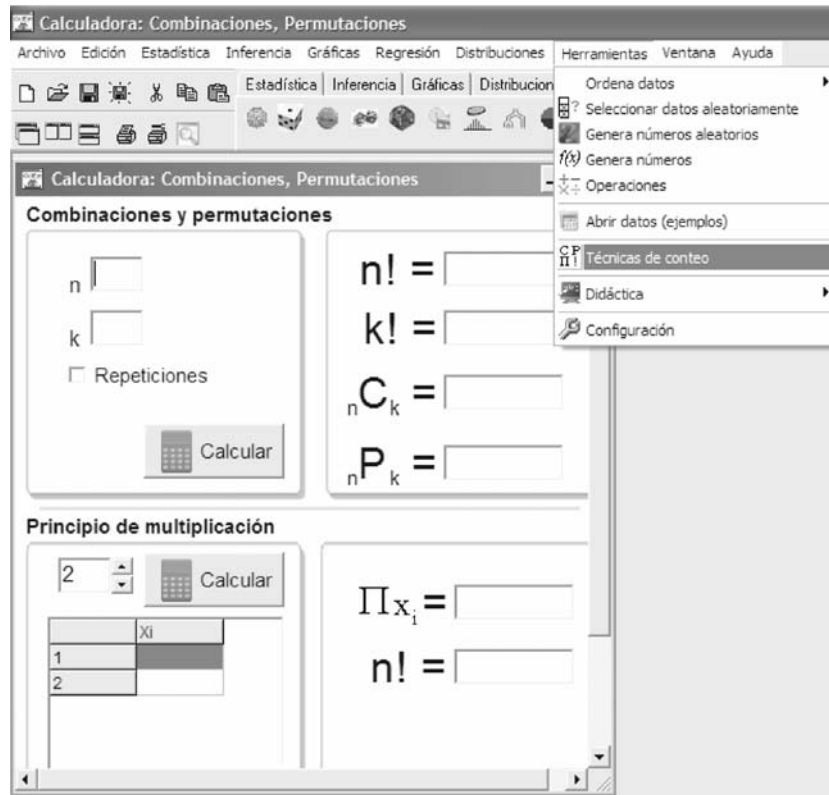 Calculadora: Combinaciones, Permutaciones
Archivo Edición Estadística Inferencia Gráficas Regresión Distribuciones Herramientas Ventana Ayuda
Estadística Inferencia Gráficas Distribucion
Ordena datos
Seleccionar datos aleatoriamente
Genera números aleatorios
f(x) Genera números
Operaciones
Abrir datos (ejemplos)
C P Π ! Técnicas de conteo
Didáctica
Configuración
Calculadora: Combinaciones, Permutaciones
Combinaciones y permutaciones
n
k
Repeticiones
Calcular
n! =
k! =
nCk =
nPk =
Principio de multiplicación
2
Calcular
Xi
1
2
Πxi=
n! =